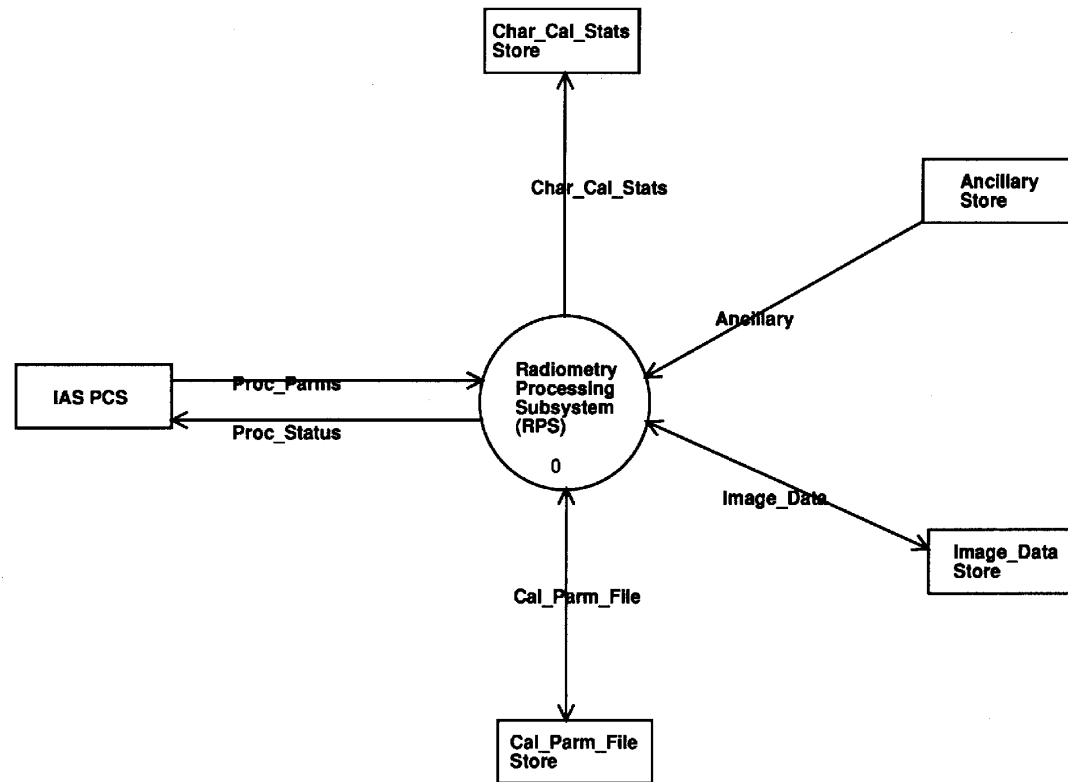 Char_Cal_Stats
Store
Char_Cal_Stats
Ancillary
Store
Ancillary
Radiometry
Processing
Subsystem
(RPS)
0
IAS PCS
Proc_Parms
Proc_Status
Image_Data
Image_Data
Store
Cal_Parm_File
Cal_Parm_File
Store